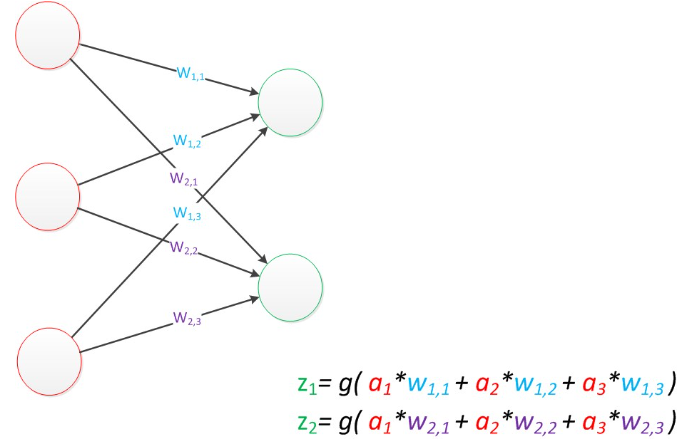 W1,1
W1,2
W2,1
W1,3
W2,2
W2,3
z1= g( a1*w1,1 + a2*w1,2 + a3*w1,3 )
z2= g( a1*w2,1 + a2*w2,2 + a3*w2,3 )